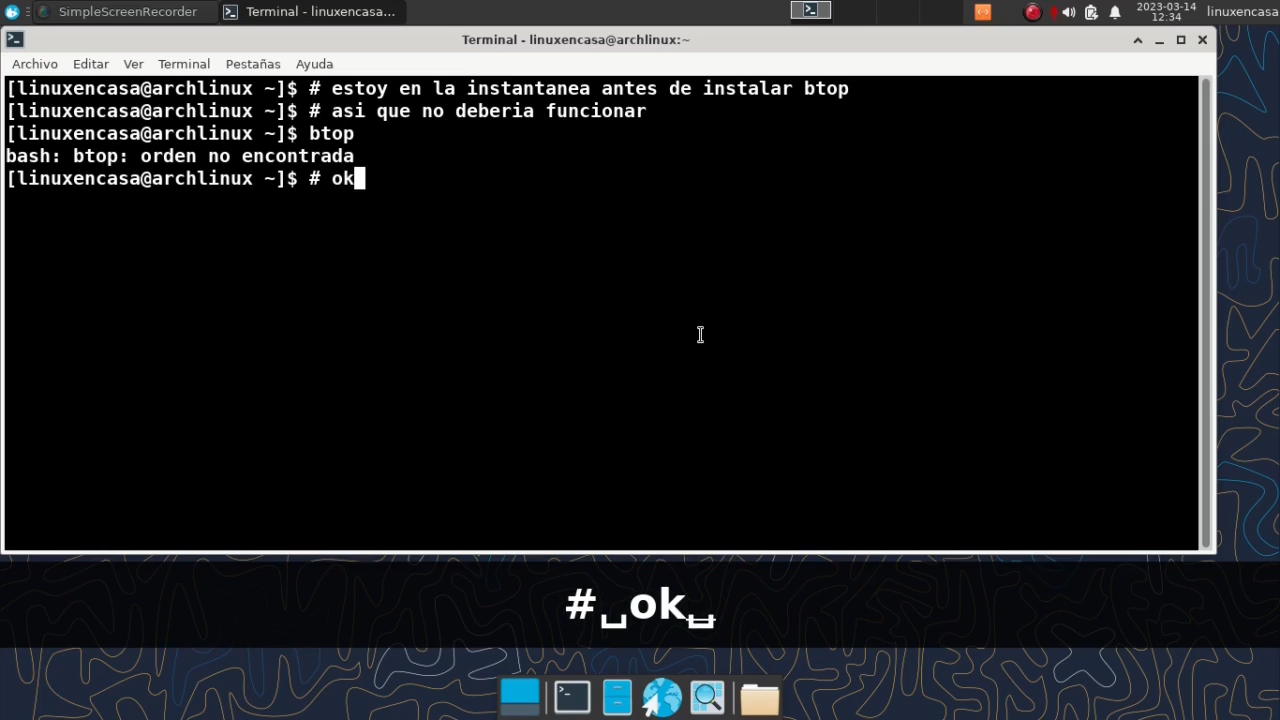 SimpleScreenRecorder
Terminal - linuxencasa...
2023-03-14
12:34
linuxencasa
Terminal - linuxencasa@archlinux:~
Archivo Editar Ver Terminal Pestañas Ayuda
[linuxencasa@archlinux ~]$ # estoy en la instantanea antes de instalar btop
[linuxencasa@archlinux ~]$ # asi que no deberia funcionar
[linuxencasa@archlinux ~]$ btop
bash: btop: orden no encontrada
[linuxencasa@archlinux ~]$ # ok
#␣ok␣